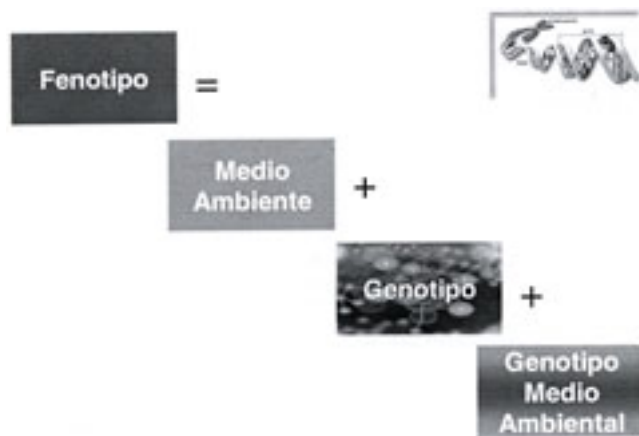 Fenotipo =
Medio
Ambiente +
Genotipo +
Genotipo
Medio
Ambiental